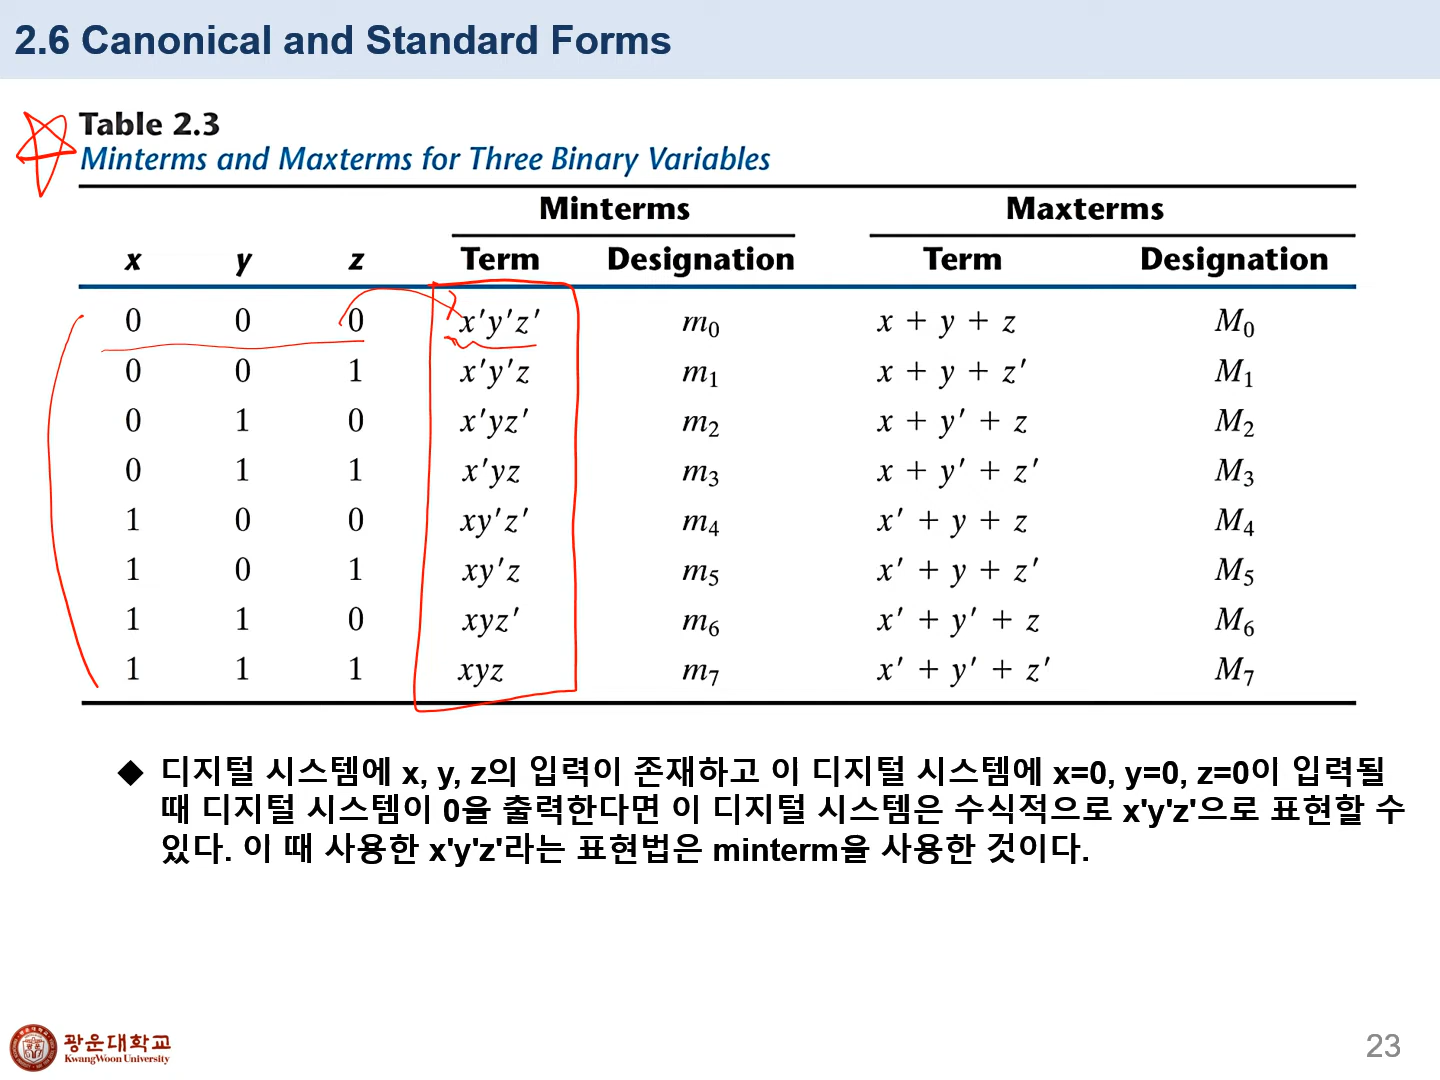 2.6 Canonical and Standard Forms
Table 2.3
Minterms and Maxterms for Three Binary Variables
Minterms Maxterms
x y z Term Designation Term Designation
0 0 0 x'y'z' m0 x + y + z M0
0 0 1 x'y'z m1 x + y + z' M1
0 1 0 x'yz' m2 x + y' + z M2
0 1 1 x'yz m3 x + y' + z' M3
1 0 0 xy'z' m4 x' + y + z M4
1 0 1 xy'z m5 x' + y + z' M5
1 1 0 xyz' m6 x' + y' + z M6
1 1 1 xyz m7 x' + y' + z' M7
◆ 디지털 시스템에 x, y, z의 입력이 존재하고 이 디지털 시스템에 x=0, y=0, z=0이 입력될
때 디지털 시스템이 0을 출력한다면 이 디지털 시스템은 수식적으로 x'y'z'으로 표현할 수
있다. 이 때 사용한 x'y'z'라는 표현법은 minterm을 사용한 것이다.
광운대학교
KwangWoon University
23